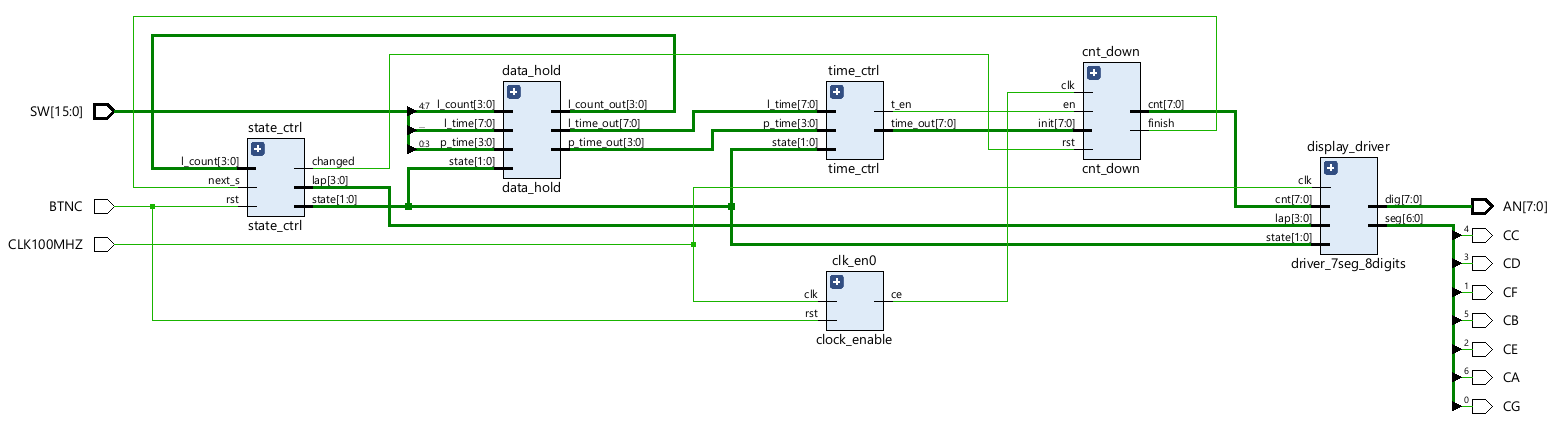 SW[15:0]
BTNC
CLK100MHZ
state_ctrl
l_count[3:0]
next_s
rst
changed
lap[3:0]
state[1:0]
state_ctrl
4:7
...
0:3
data_hold
l_count[3:0]
l_time[7:0]
p_time[3:0]
state[1:0]
l_count_out[3:0]
l_time_out[7:0]
p_time_out[3:0]
data_hold
time_ctrl
l_time[7:0]
p_time[3:0]
state[1:0]
t_en
time_out[7:0]
time_ctrl
clk_en0
clk
rst
ce
clock_enable
cnt_down
clk
en
init[7:0]
rst
cnt[7:0]
finish
cnt_down
display_driver
clk
cnt[7:0]
lap[3:0]
state[1:0]
dig[7:0]
seg[6:0]
driver_7seg_8digits
AN[7:0]
4 CC
3 CD
1 CF
5 CB
2 CE
6 CA
0 CG